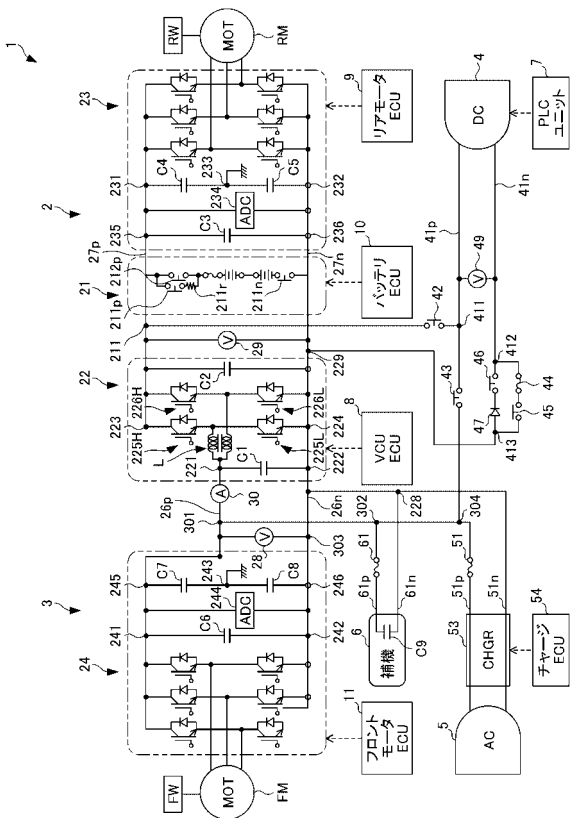 1
3
2
24
22
21
23
FW
RW
MOT
MOT
FM
RM
241
245
223
211
211p
212p
235
27p
231
C7
226H
225H
C4
C6
244
243
L
221
211r
C3
234
233
ADC
ADC
C8
26p
30
A
C1
C2
29
V
211n
C5
301
28
V
225L
226L
242
246
303
26n
222
224
229
27n
236
232
302
228
11
フロント
モータ
ECU
8
VCU
ECU
10
バッテリ
ECU
9
リアモータ
ECU
6
補機
C9
61p
61
61n
304
42
43
411
41p
49
V
41n
DC
4
5
AC
53
CHGR
51p
51
51n
413
47
46
412
45
44
54
チャージ
ECU
7
PLC
ユニット